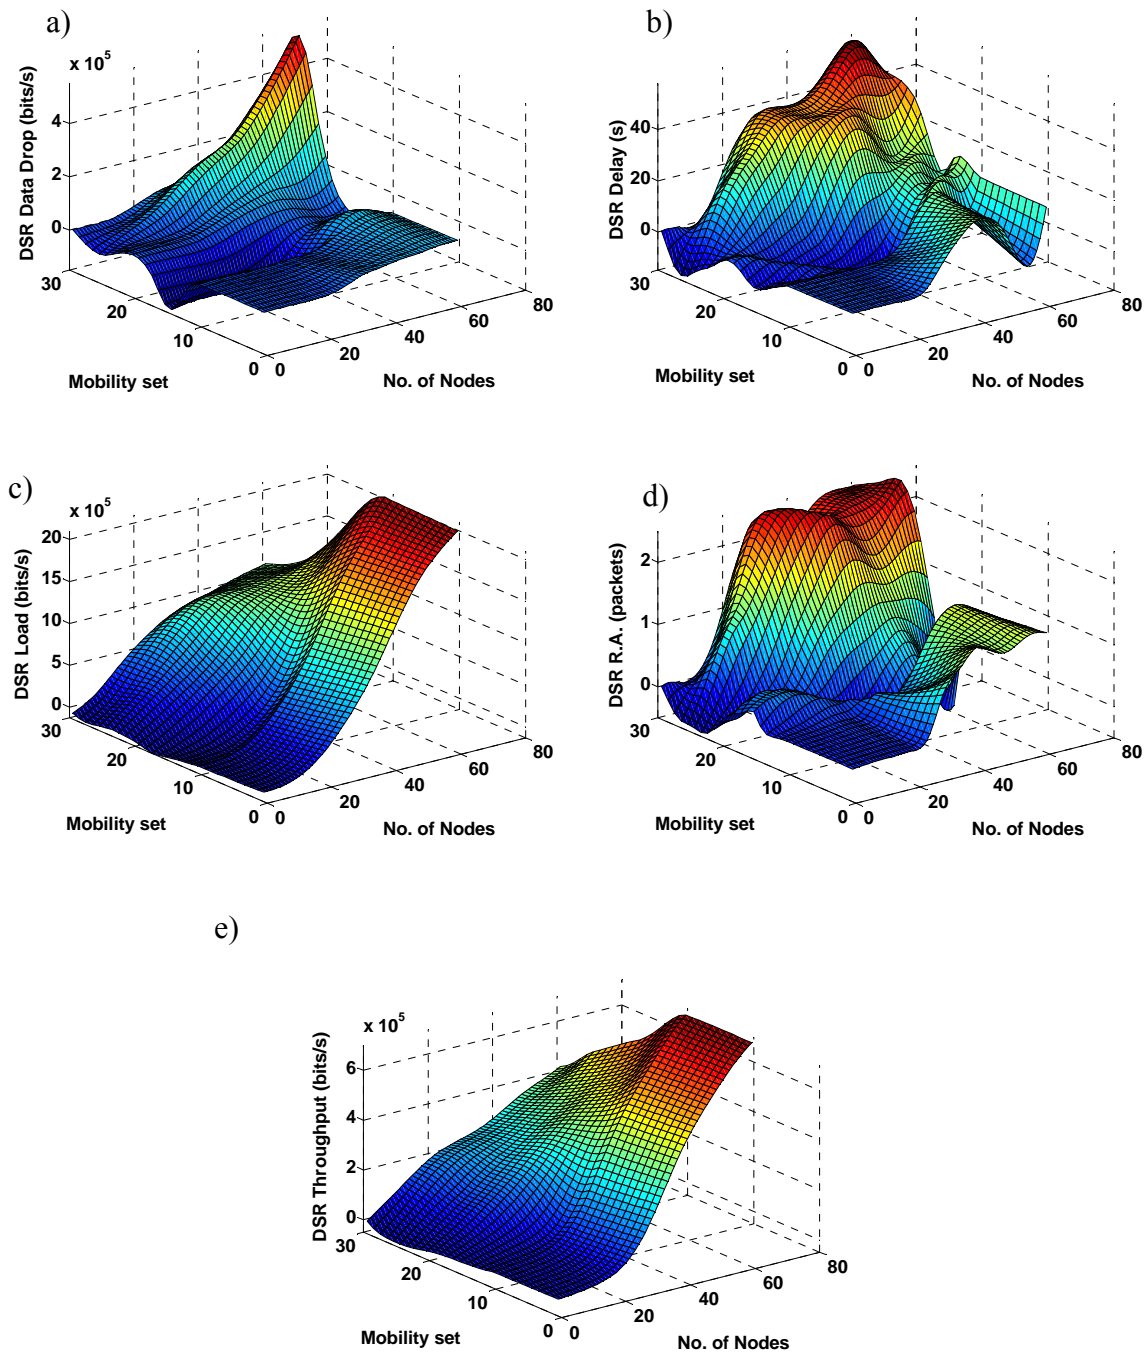 a)
x 10^5
DSR Data Drop (bits/s)
4
2
0
30
20
10
0
0
20
40
60
80
Mobility set
No. of Nodes
b)
DSR Delay (s)
40
20
0
30
20
10
0
0
20
40
60
80
Mobility set
No. of Nodes
c)
x 10^5
DSR Load (bits/s)
20
15
10
5
0
30
20
10
0
0
20
40
60
80
Mobility set
No. of Nodes
d)
DSR R.A. (packets)
2
1
0
30
20
10
0
0
20
40
60
80
Mobility set
No. of Nodes
e)
x 10^5
DSR Throughput (bits/s)
6
4
2
0
30
20
10
0
0
20
40
60
80
Mobility set
No. of Nodes